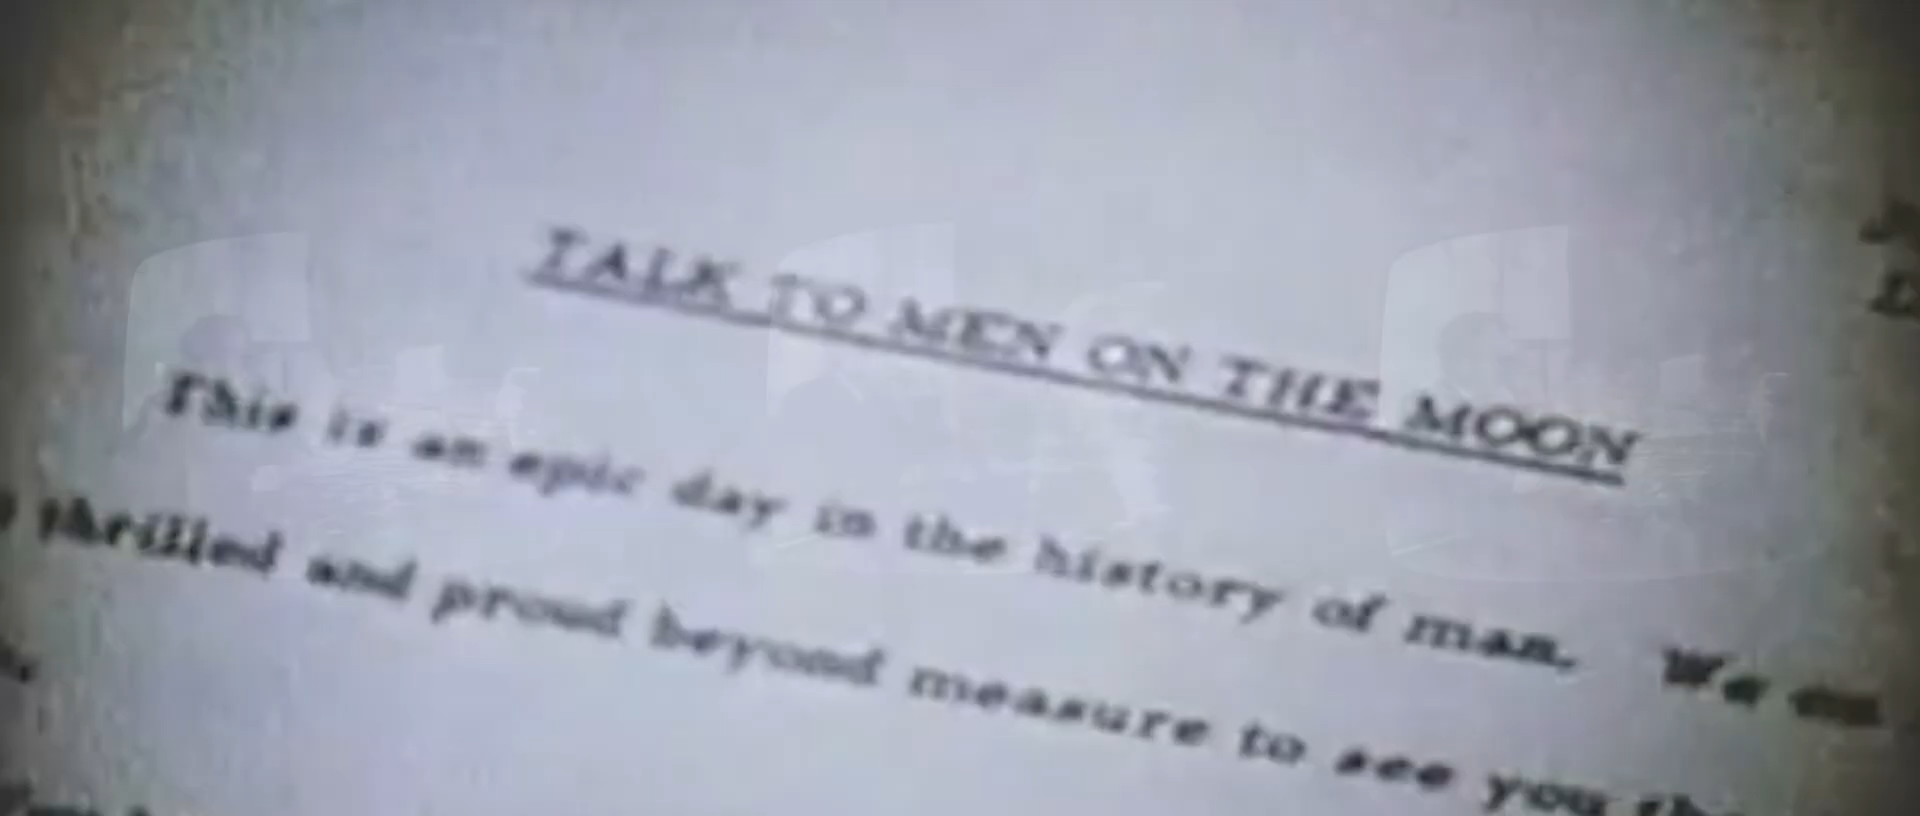 TALK TO MEN ON THE MOON
This is an epic day in the history of man. We on
thrilled and proud beyond measure to see you